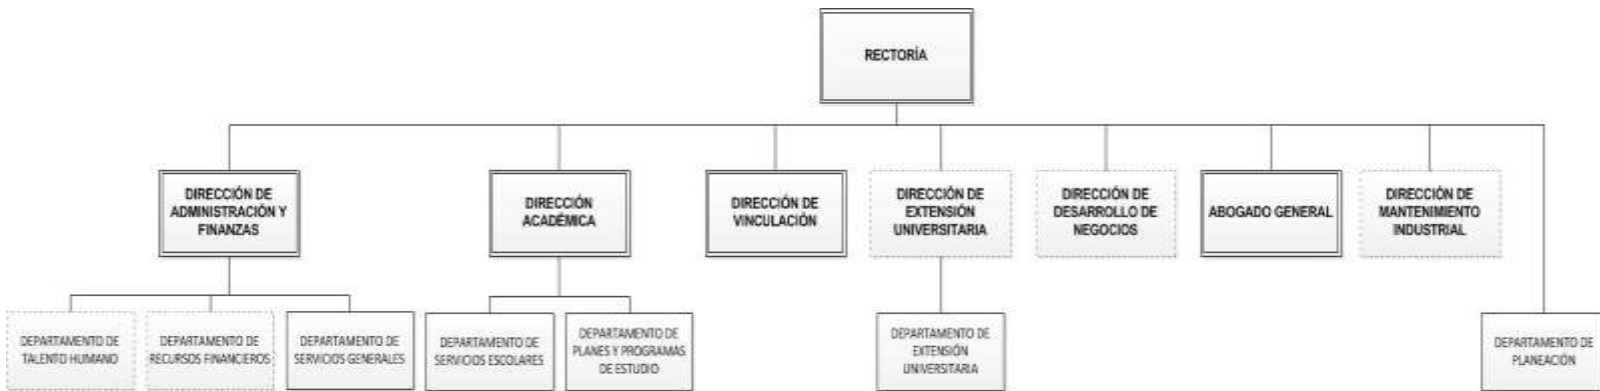 RECTORÍA
DIRECCIÓN DE
ADMINISTRACIÓN Y
FINANZAS
DIRECCIÓN
ACADÉMICA
DIRECCIÓN DE
VINCULACIÓN
DIRECCIÓN DE
EXTENSIÓN
UNIVERSITARIA
DIRECCIÓN DE
DESARROLLO DE
NEGOCIOS
ABOGADO GENERAL
DIRECCIÓN DE
MANTENIMIENTO
INDUSTRIAL
DEPARTAMENTO DE
TALENTO HUMANO
DEPARTAMENTO DE
RECURSOS FINANCIEROS
DEPARTAMENTO DE
SERVICIOS GENERALES
DEPARTAMENTO DE
SERVICIOS ESCOLARES
DEPARTAMENTO DE
PLANES Y PROGRAMAS
DE ESTUDIO
DEPARTAMENTO DE
EXTENSIÓN
UNIVERSITARIA
DEPARTAMENTO DE
PLANEACIÓN